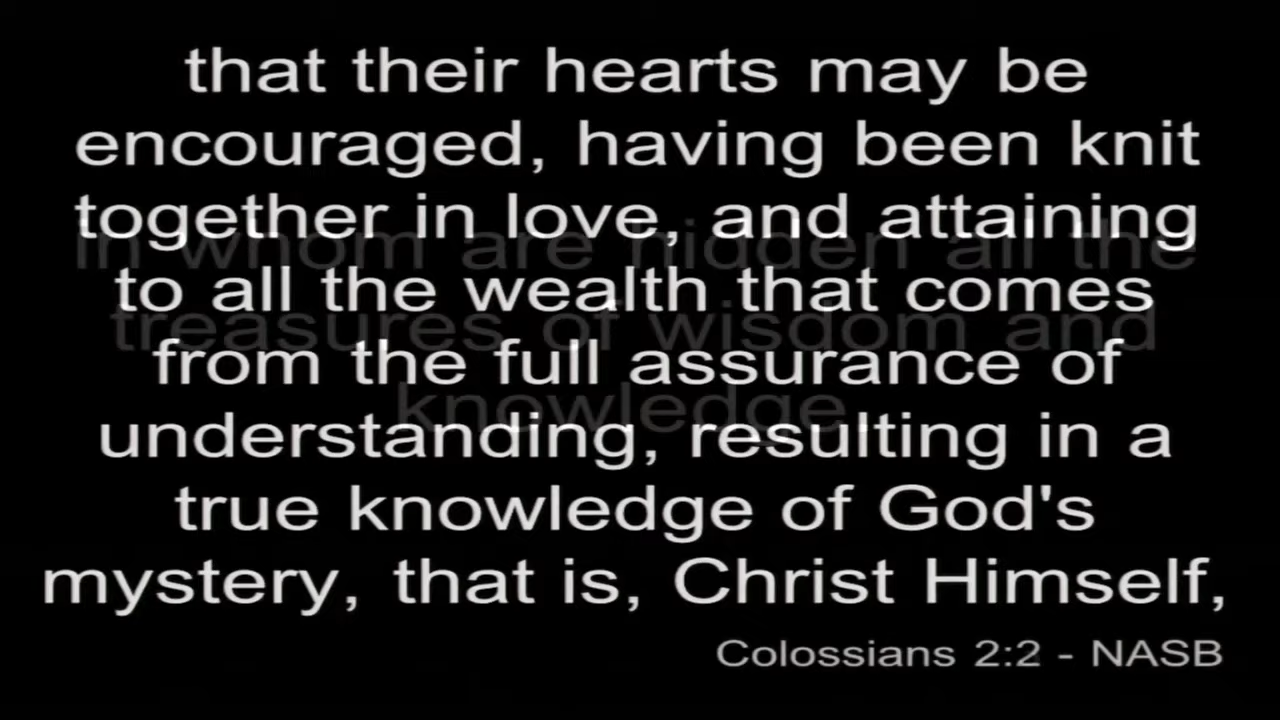 that their hearts may be
encouraged, having been knit
together in love, and attaining
in whom are hidden all the
to all the wealth that comes
treasures of wisdom and
from the full assurance of
knowledge.
understanding, resulting in a
true knowledge of God's
mystery, that is, Christ Himself,
Colossians 2:2 - NASB